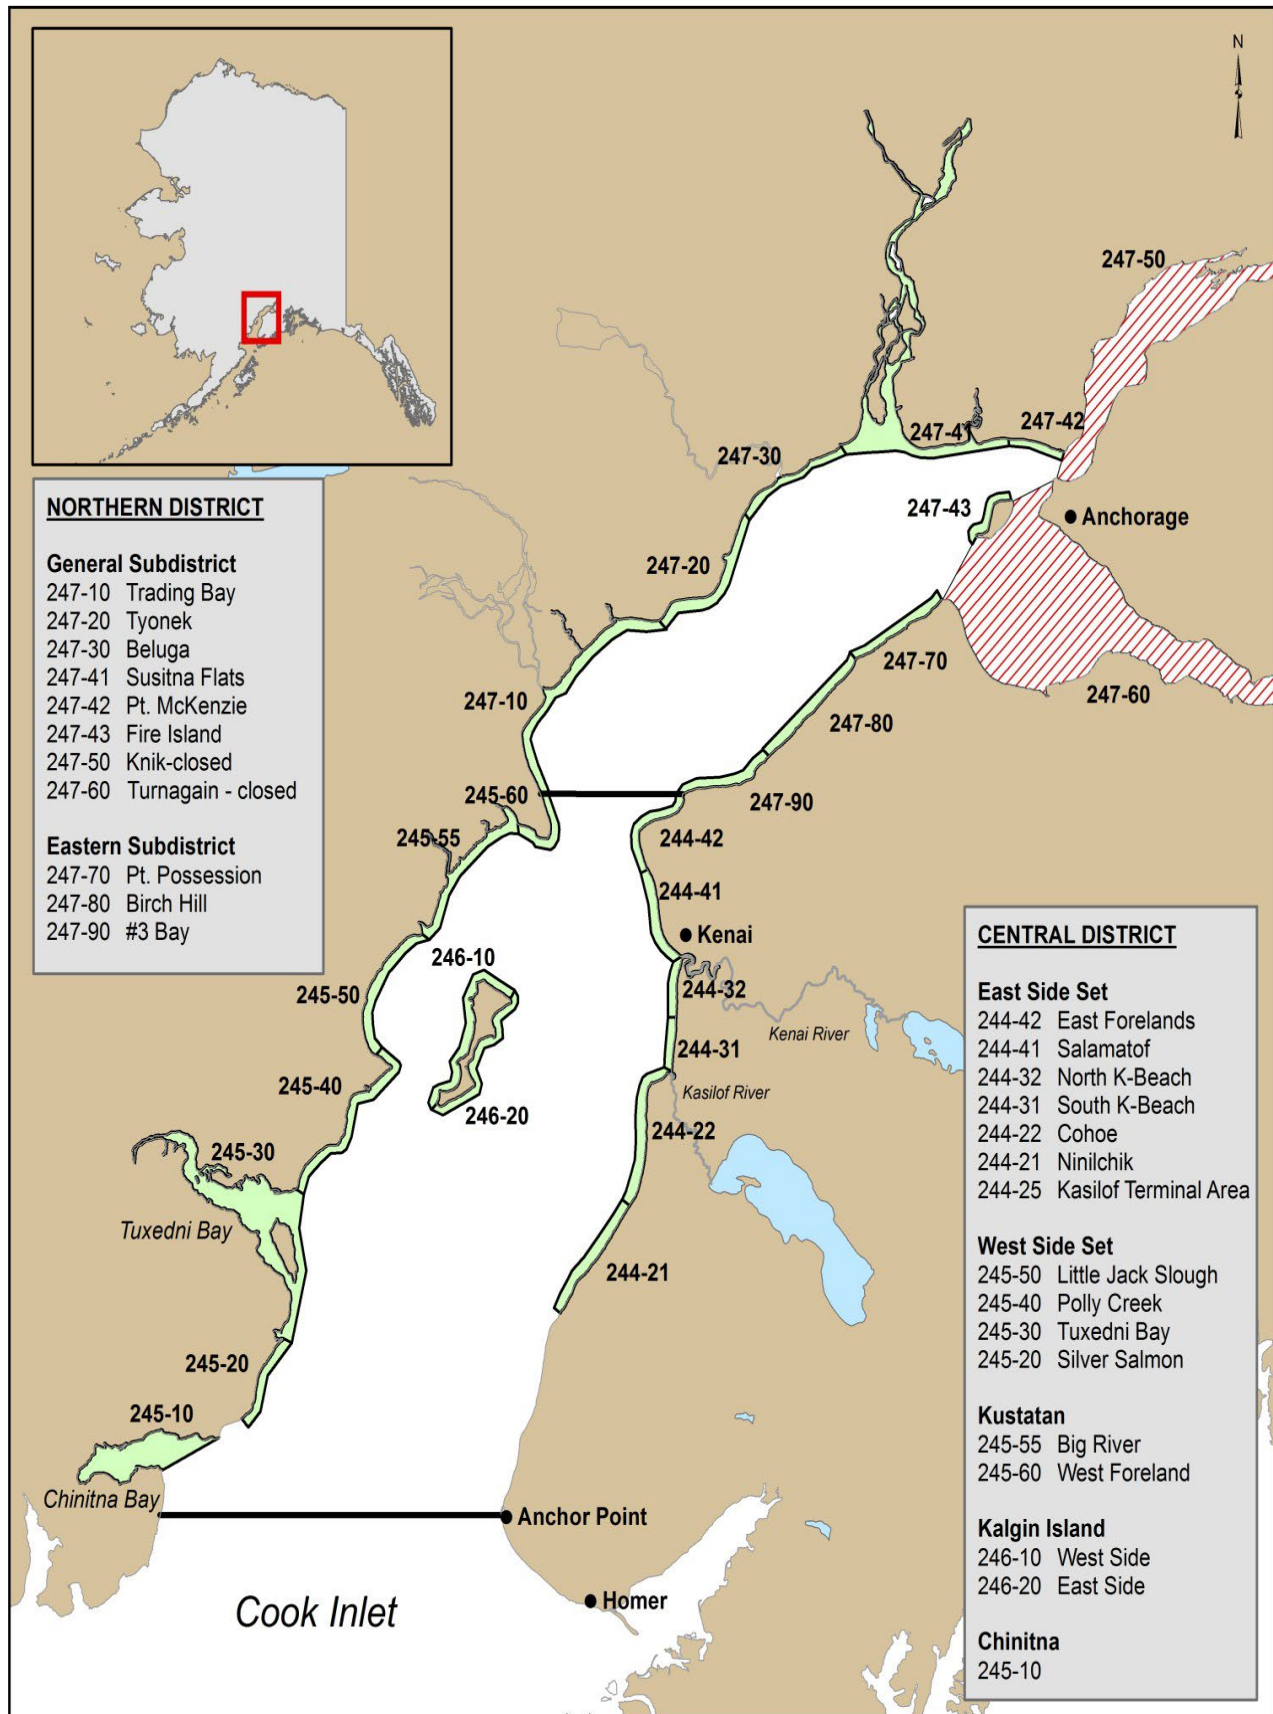 N
247-50
247-42
247-41
247-30
247-43
Anchorage
247-20
247-70
247-60
247-10
247-80
245-60
247-90
245-55
244-42
244-41
Kenai
246-10
245-50
244-32
Kenai River
244-31
245-40
Kasilof River
246-20
244-22
245-30
Tuxedni Bay
244-21
245-20
245-10
Chinitna Bay
Anchor Point
Homer
Cook Inlet
NORTHERN DISTRICT
General Subdistrict
247-10 Trading Bay
247-20 Tyonek
247-30 Beluga
247-41 Susitna Flats
247-42 Pt. McKenzie
247-43 Fire Island
247-50 Knik-closed
247-60 Turnagain - closed
Eastern Subdistrict
247-70 Pt. Possession
247-80 Birch Hill
247-90 #3 Bay
CENTRAL DISTRICT
East Side Set
244-42 East Forelands
244-41 Salamatof
244-32 North K-Beach
244-31 South K-Beach
244-22 Cohoe
244-21 Ninilchik
244-25 Kasilof Terminal Area
West Side Set
245-50 Little Jack Slough
245-40 Polly Creek
245-30 Tuxedni Bay
245-20 Silver Salmon
Kustatan
245-55 Big River
245-60 West Foreland
Kalgin Island
246-10 West Side
246-20 East Side
Chinitna
245-10